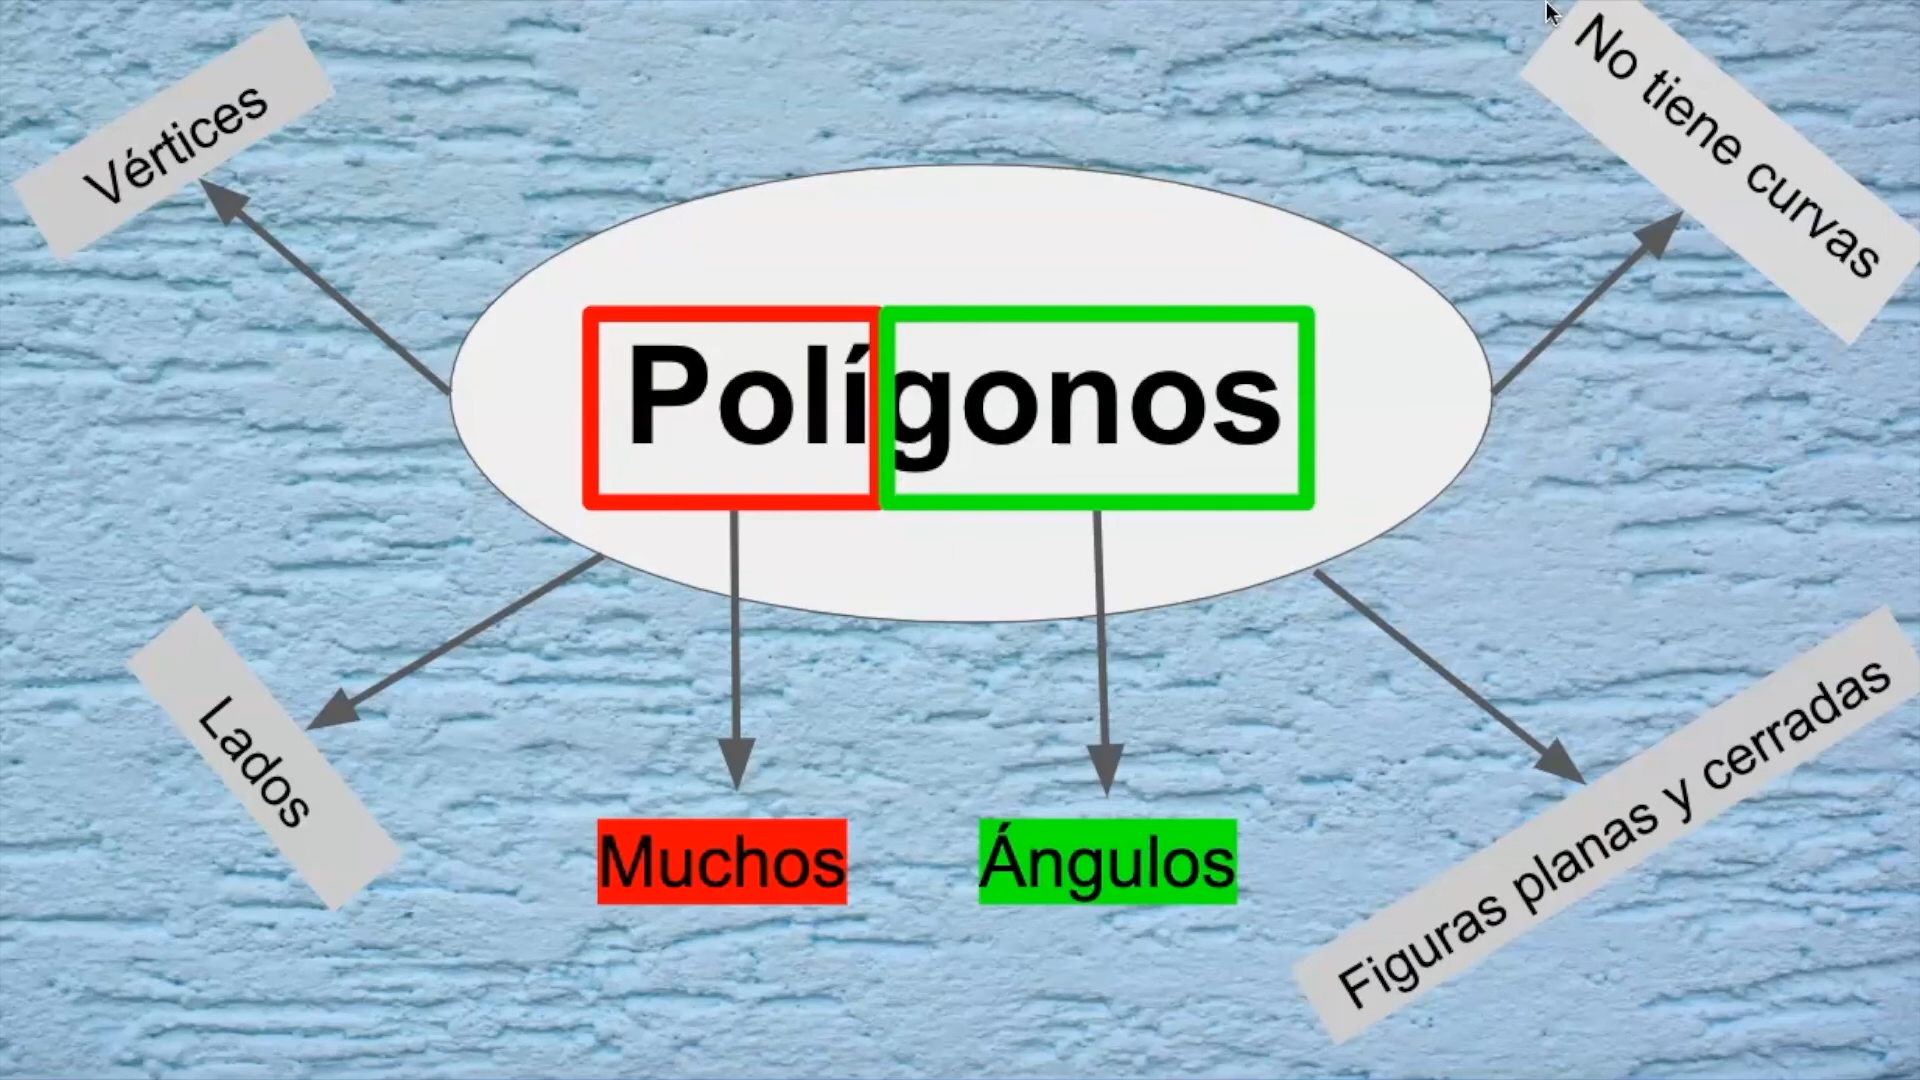 Vértices
No tiene curvas
Polígonos
Lados
Muchos
Ángulos
Figuras planas y cerradas